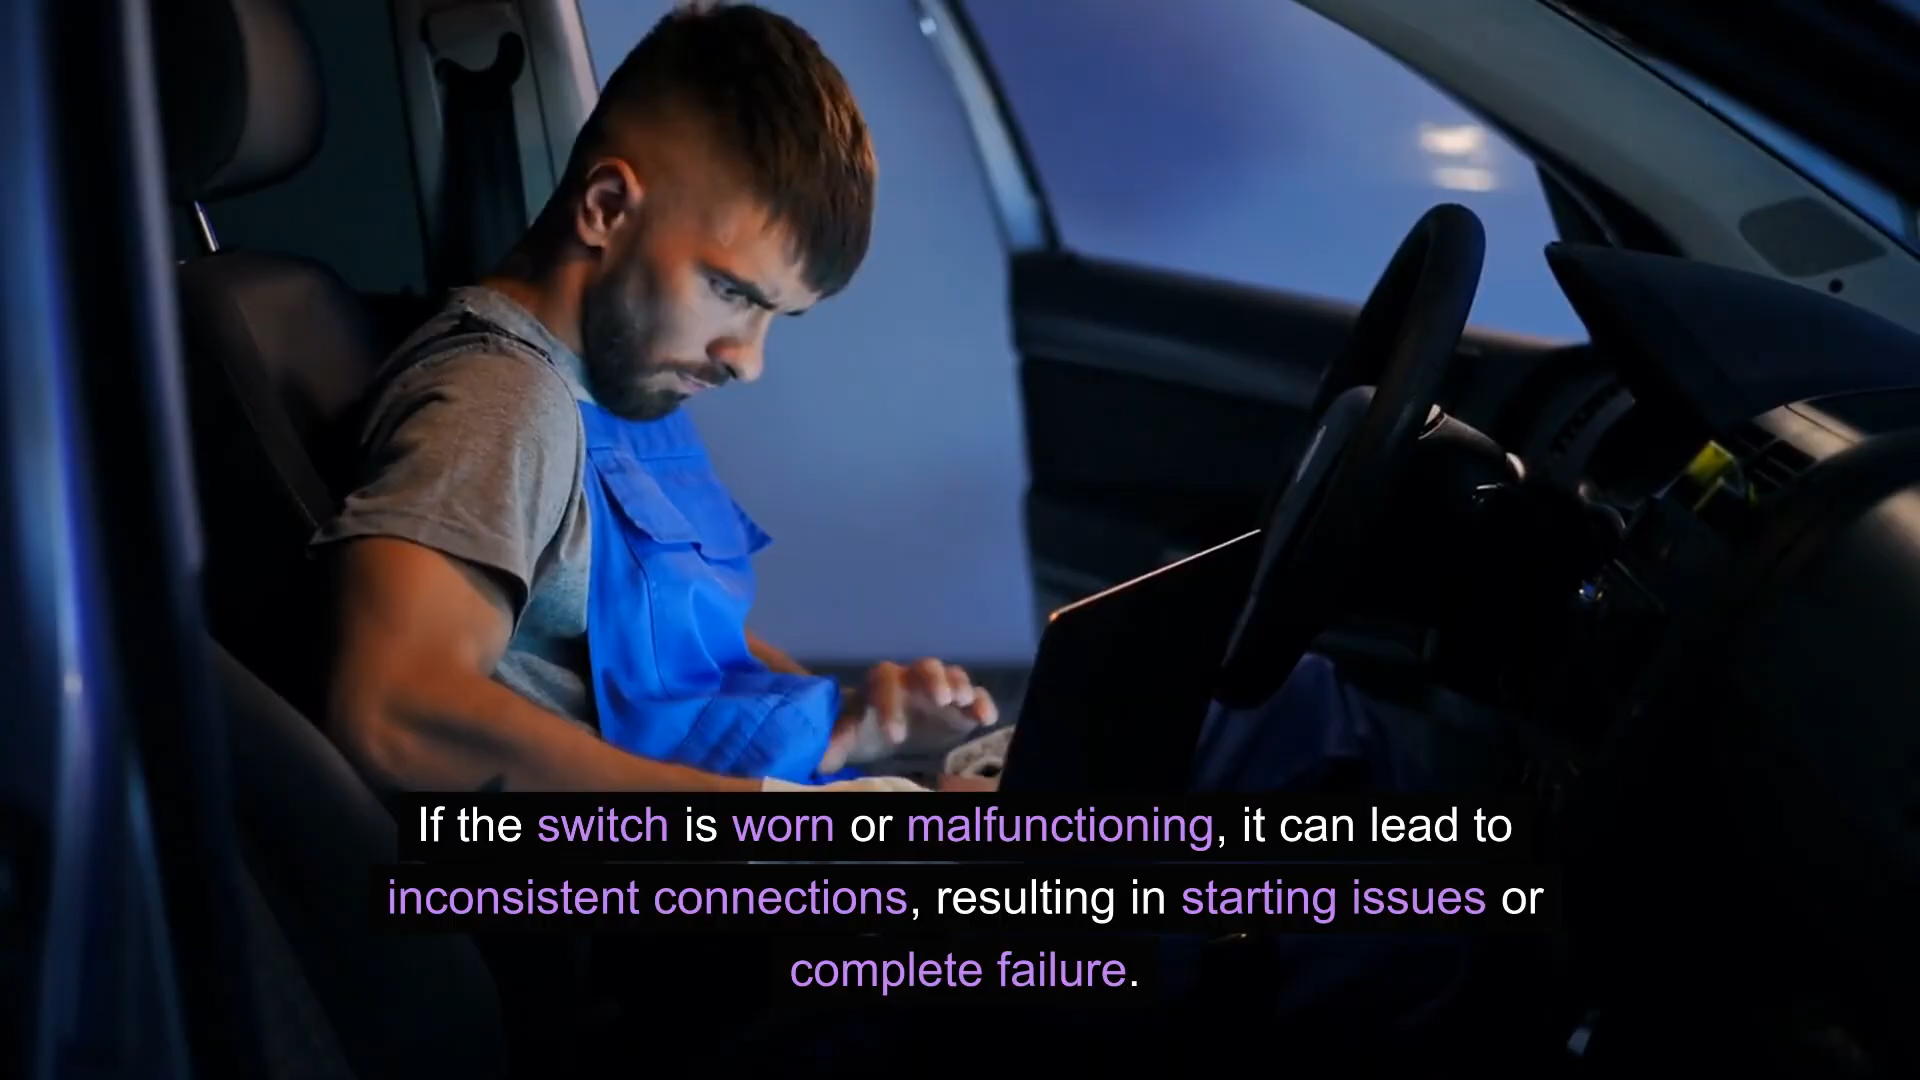 If the switch is worn or malfunctioning, it can lead to
inconsistent connections, resulting in starting issues or
complete failure.